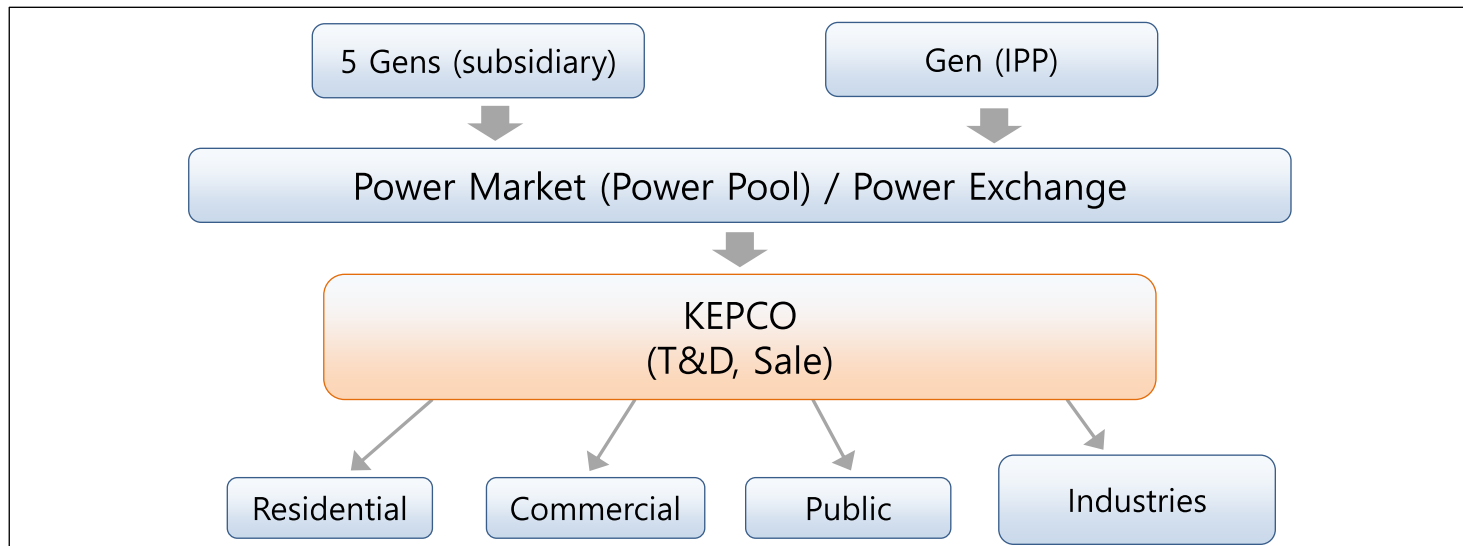 5 Gens (subsidiary)
Gen (IPP)
Power Market (Power Pool) / Power Exchange
KEPCO
(T&D, Sale)
Residential
Commercial
Public
Industries